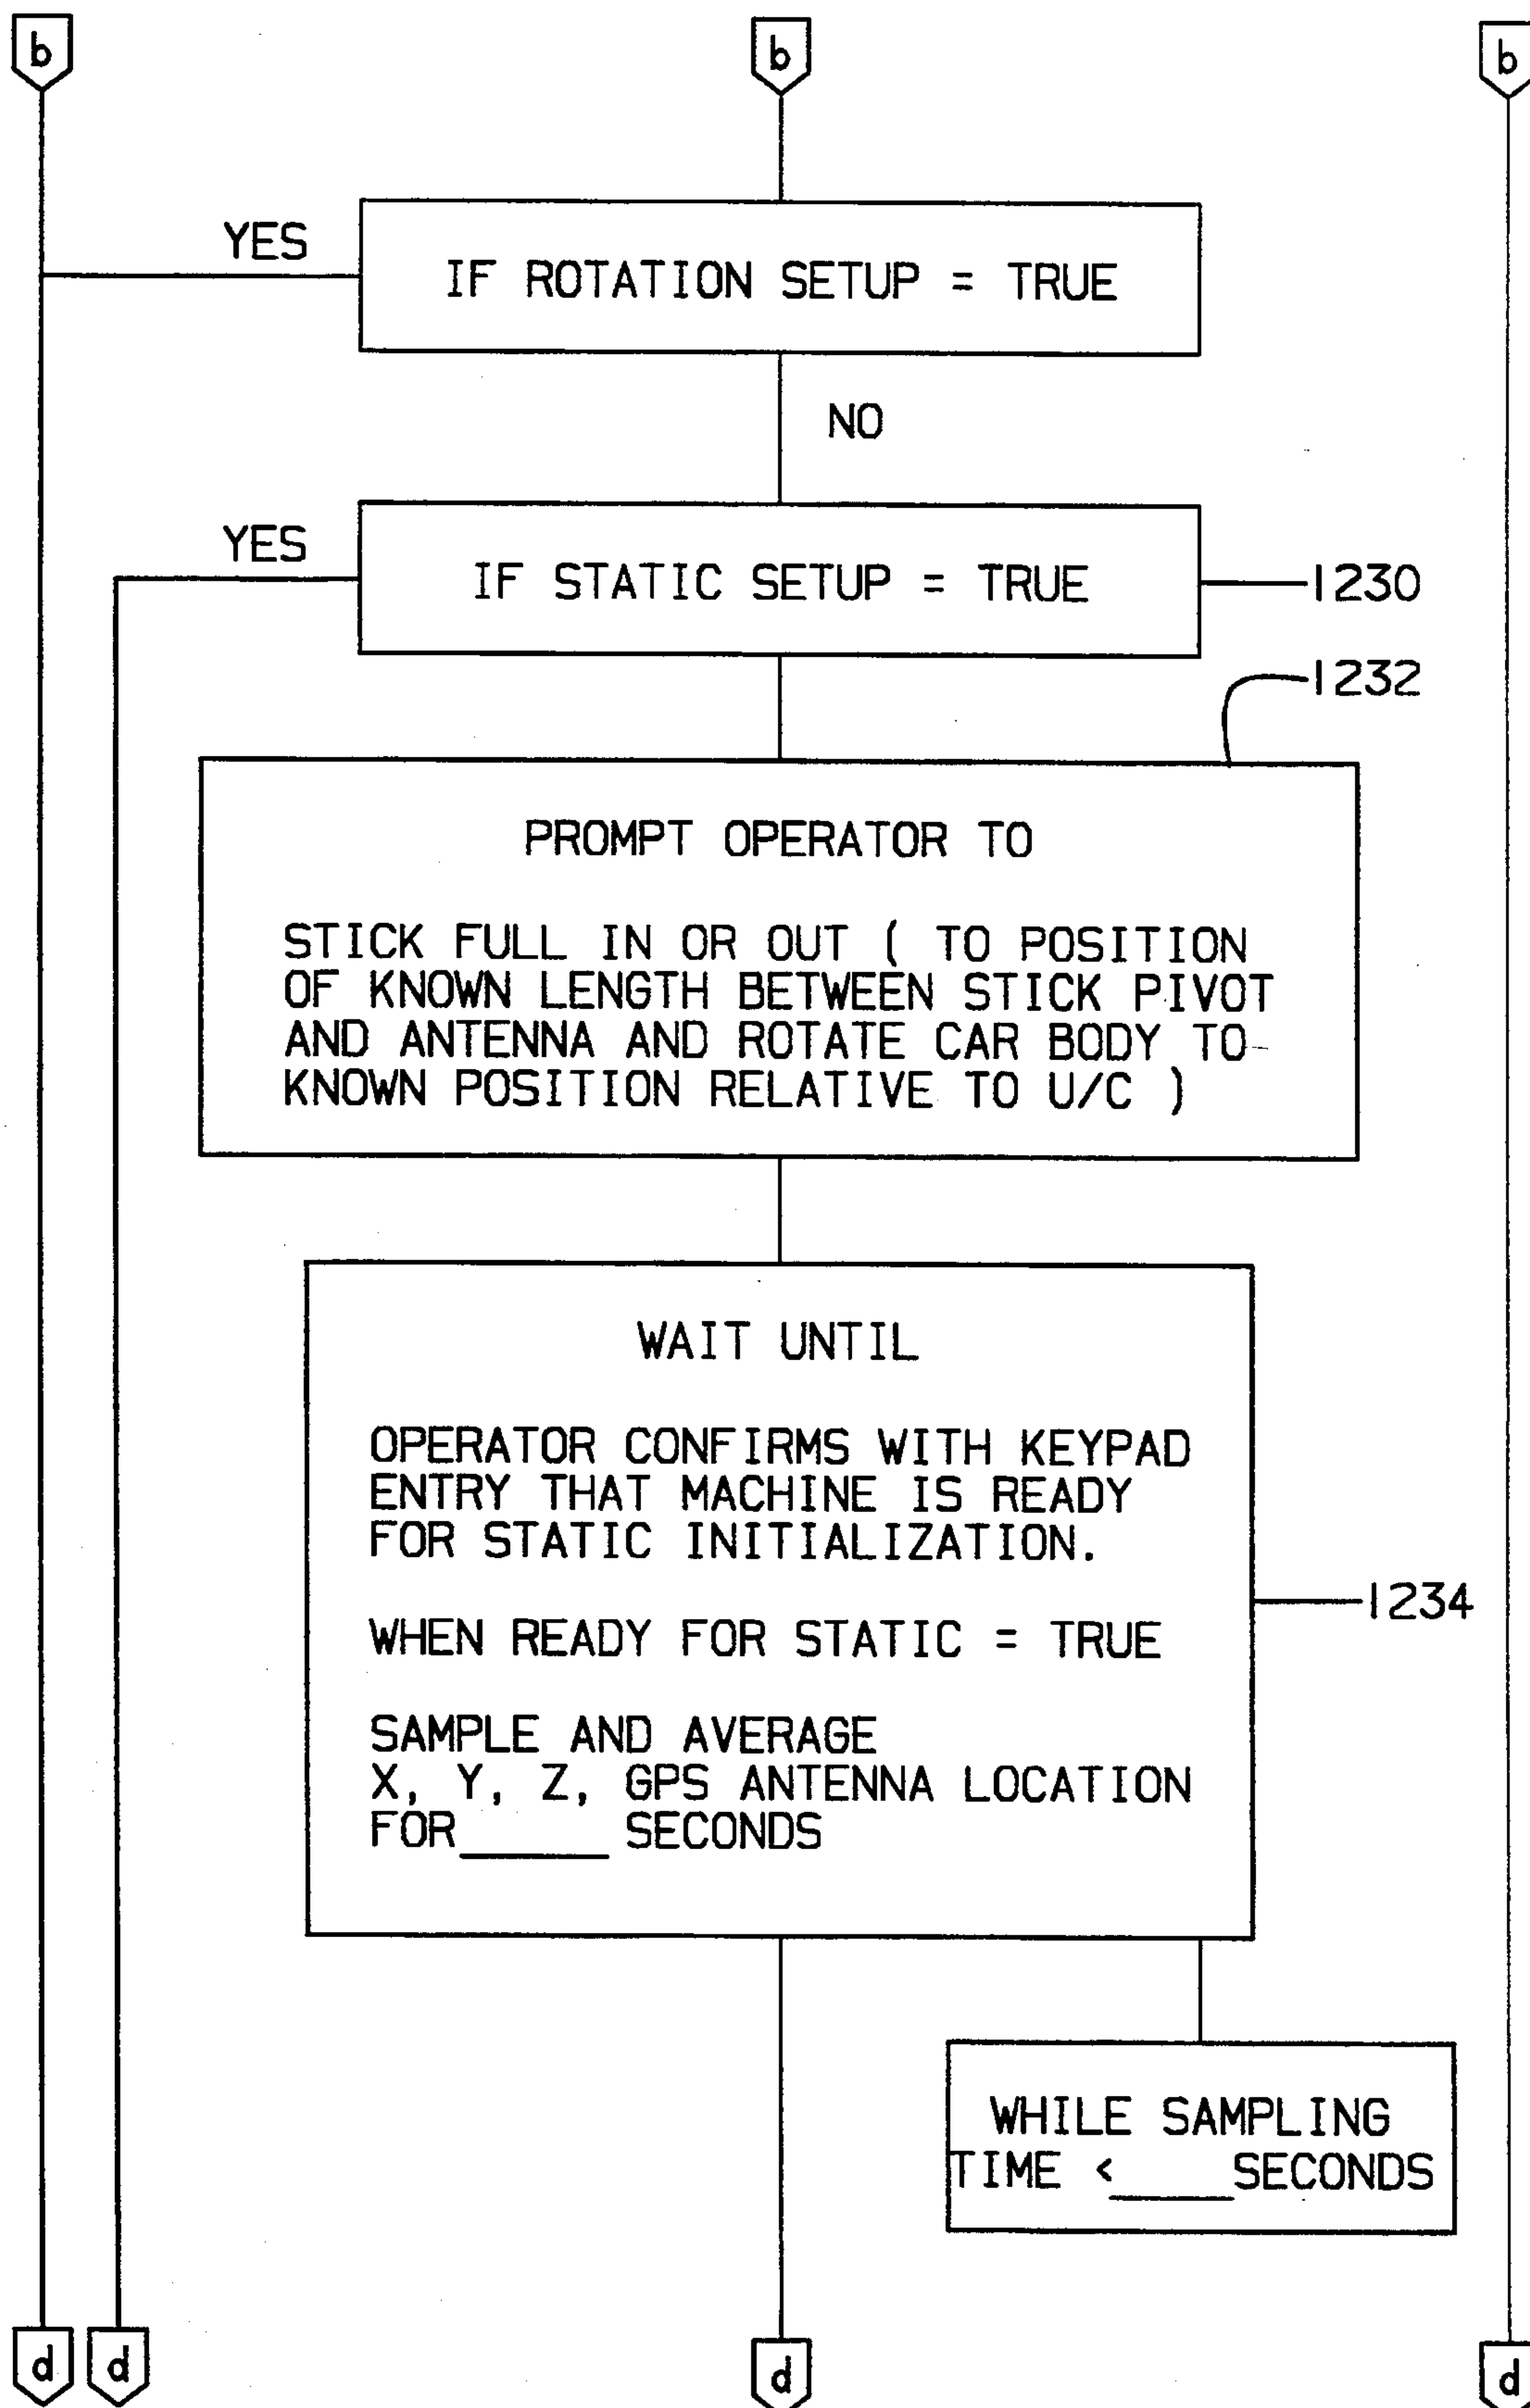 b b b
YES
IF ROTATION SETUP = TRUE
NO
YES
IF STATIC SETUP = TRUE
1230
1232
PROMPT OPERATOR TO
STICK FULL IN OR OUT ( TO POSITION
OF KNOWN LENGTH BETWEEN STICK PIVOT
AND ANTENNA AND ROTATE CAR BODY TO
KNOWN POSITION RELATIVE TO U/C )
WAIT UNTIL
OPERATOR CONFIRMS WITH KEYPAD
ENTRY THAT MACHINE IS READY
FOR STATIC INITIALIZATION.
WHEN READY FOR STATIC = TRUE
1234
SAMPLE AND AVERAGE
X, Y, Z, GPS ANTENNA LOCATION
FOR_____ SECONDS
WHILE SAMPLING
TIME <____SECONDS
d d d d